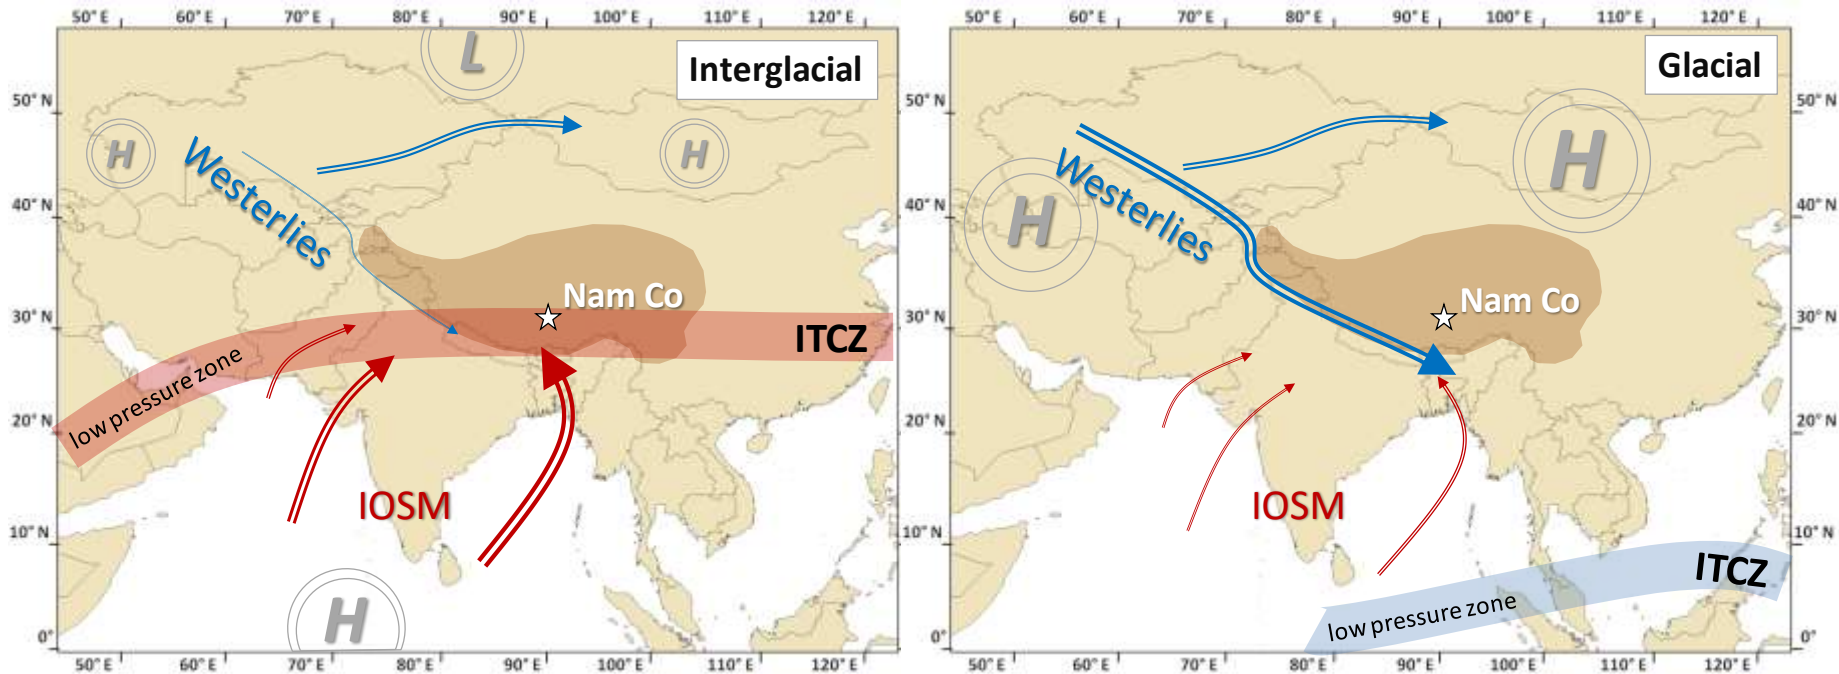 50° E 60° E 70° E 80° E 90° E 100° E 110° E 120° E
50° E 60° E 70° E 80° E 90° E 100° E 110° E 120° E
L
Interglacial
Glacial
50° N
50° N
50° N
H
H
H
Westerlies
Westerlies
H
40° N
40° N
40° N
Nam Co
Nam Co
30° N
30° N
30° N
ITCZ
low pressure zone
20° N
20° N
20° N
IOSM
IOSM
10° N
10° N
10° N
ITCZ
H
low pressure zone
0°
0°
0°
50° E 60° E 70° E 80° E 90° E 100° E 110° E 120° E
50° E 60° E 70° E 80° E 90° E 100° E 110° E 120° E